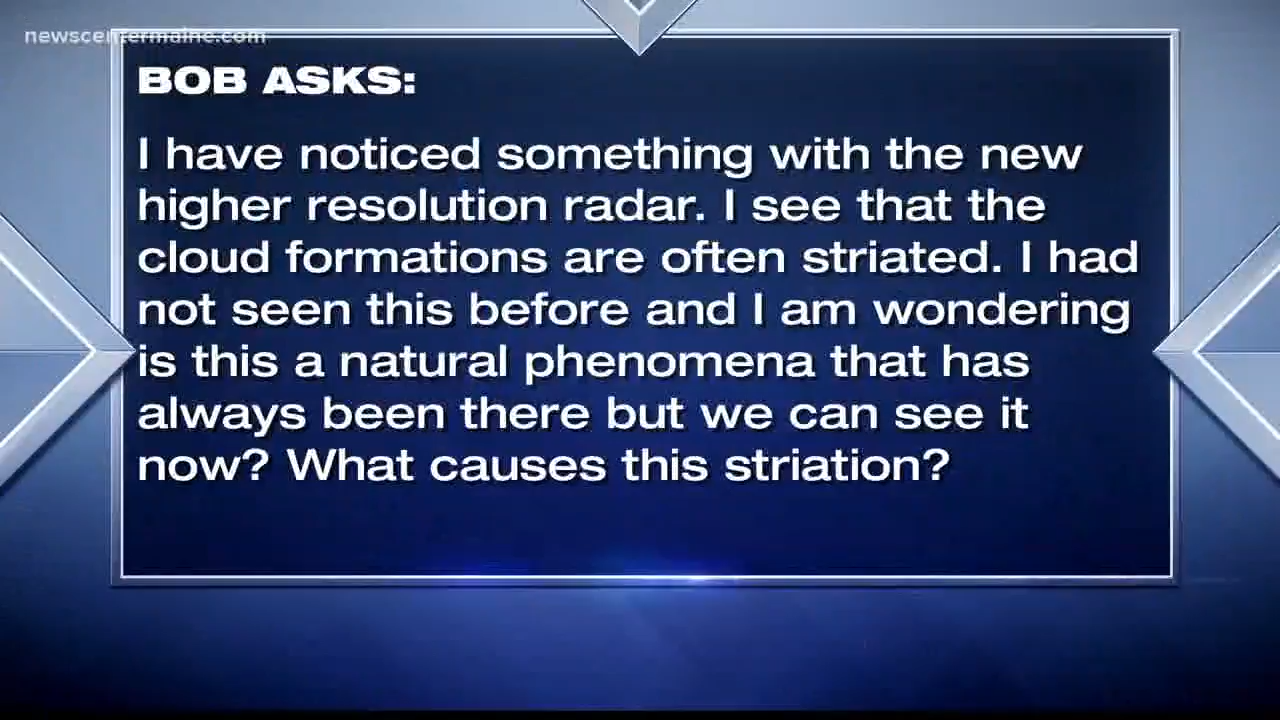 newscentermaine.com
BOB ASKS:
I have noticed something with the new
higher resolution radar. I see that the
cloud formations are often striated. I had
not seen this before and I am wondering
is this a natural phenomena that has
always been there but we can see it
now? What causes this striation?